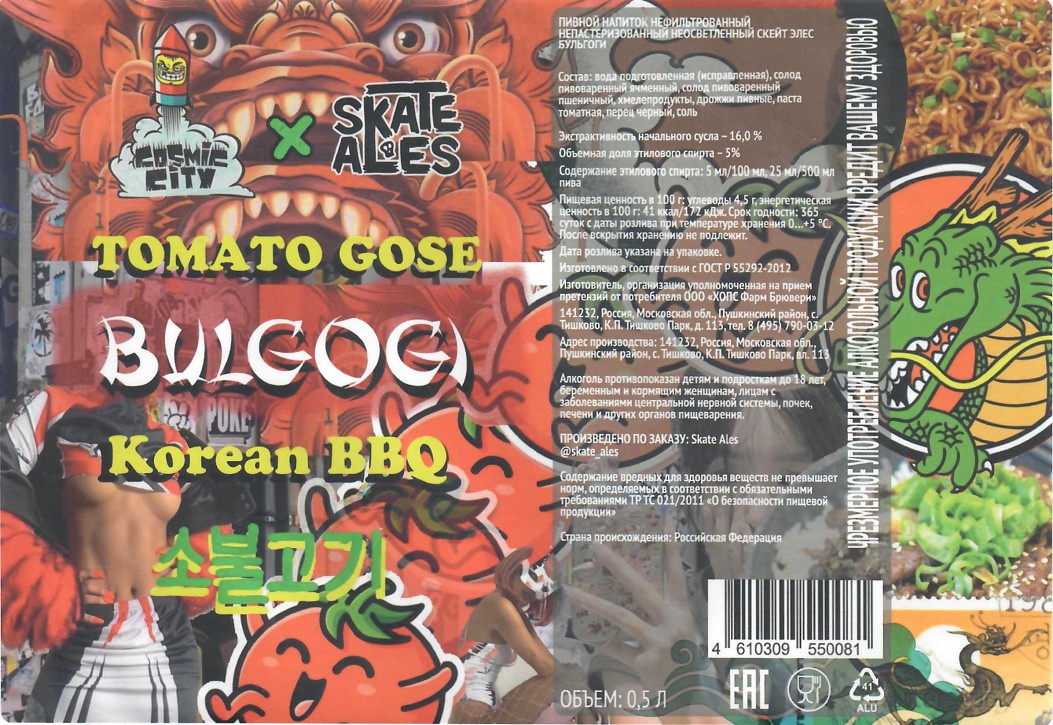 COSMIC
CITY
X
SKATE
ALES
TOMATO GOSE
BULGOGI
Korean BBQ
소불고기
POKE
ПИВНОЙ НАПИТОК НЕФИЛЬТРОВАННЫЙ
НЕПАСТЕРИЗОВАННЫЙ НЕОСВЕТЛЕННЫЙ СКЕЙТ ЭЛЕС
БУЛЬГОГИ
Состав: вода подготовленная (исправленная), солод
пивоваренный ячменный, солод пивоваренный
пшеничный, хмелепродукты, дрожжи пивные, паста
томатная, перец черный, соль
Экстрактивность начального сусла – 16,0 %
Объемная доля этилового спирта – 5%
Содержание этилового спирта: 5 мл/100 мл, 25 мл/500 мл
пива
Пищевая ценность в 100 г: углеводы 4,5 г, энергетическая
ценность в 100 г: 41 ккал/172 кДж. Срок годности: 365
суток с даты розлива при температуре хранения 0...+5 °С.
После вскрытия хранению не подлежит.
Дата розлива указана на упаковке.
Изготовлено в соответствии с ГОСТ Р 55292-2012
Изготовитель, организация уполномоченная на прием
претензий от потребителя ООО «ХОПС Фарм Брювери»
141232, Россия, Московская обл., Пушкинский район, с.
Тишково, К.П. Тишково Парк, д. 113, тел. 8 (495) 790-03-12
Адрес производства: 141232, Россия, Московская обл.,
Пушкинский район, с. Тишково, К.П. Тишково Парк, вл. 113
Алкоголь противопоказан детям и подросткам до 18 лет,
беременным и кормящим женщинам, лицам с
заболеваниями центральной нервной системы, почек,
печени и других органов пищеварения.
ПРОИЗВЕДЕНО ПО ЗАКАЗУ: Skate Ales
@skate_ales
Содержание вредных для здоровья веществ не превышает
норм, определяемых в соответствии с обязательными
требованиями ТР ТС 021/2011 «О безопасности пищевой
продукции»
Страна происхождения: Российская Федерация
4 610309 550081
ОБЪЕМ: 0,5 Л
EAC
41
ALU
ЧРЕЗМЕРНОЕ УПОТРЕБЛЕНИЕ АЛКОГОЛЬНОЙ ПРОДУКЦИИ ВРЕДИТ ВАШЕМУ ЗДОРОВЬЮ